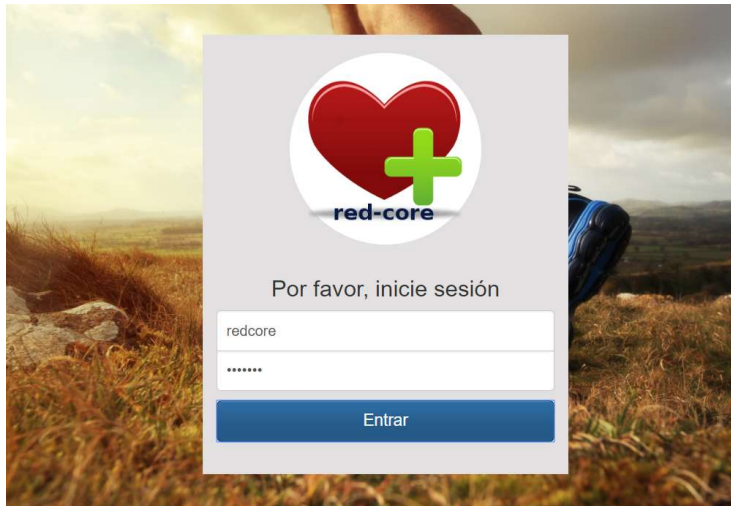 red-core
Por favor, inicie sesión
redcore
•••••••
Entrar